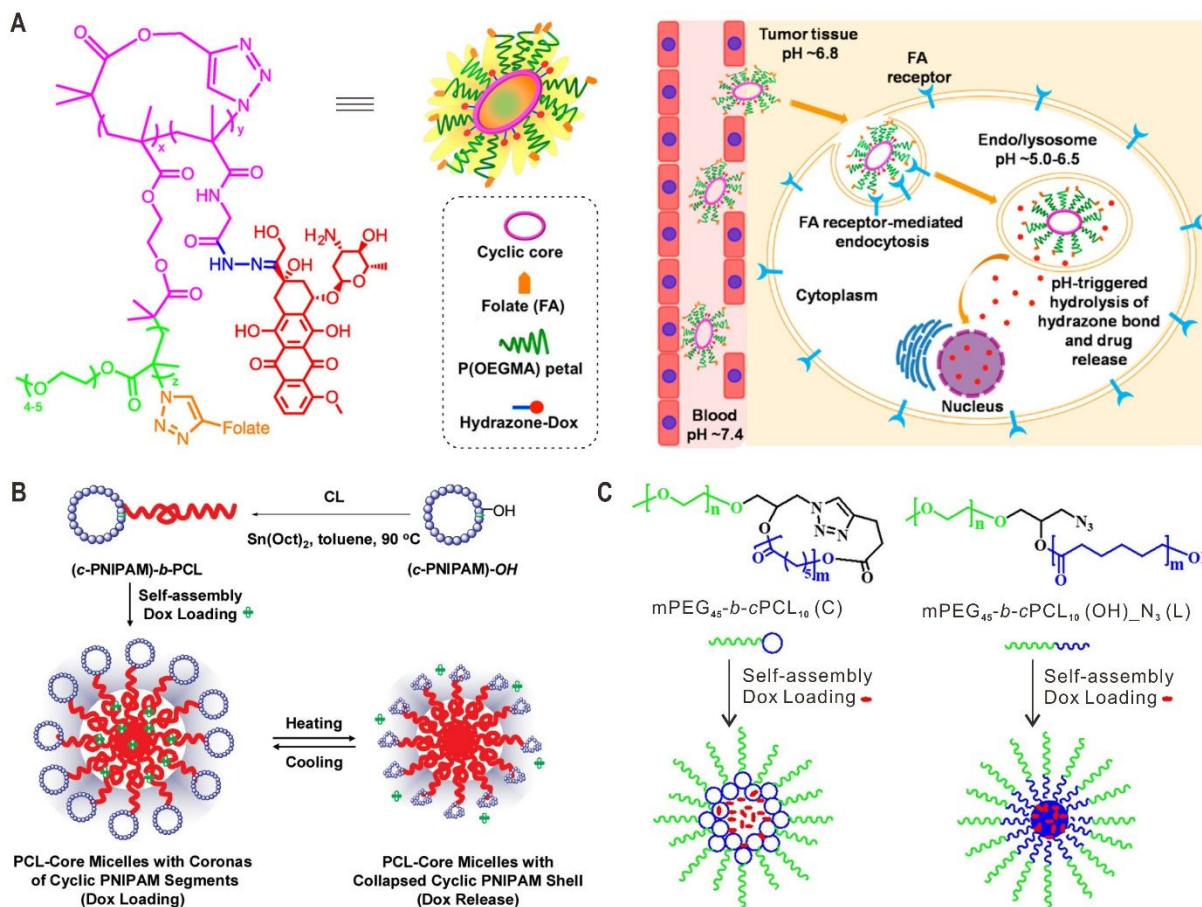 A
O
O
N
N
N
x
y
O
O
O
O
O
O
O
HN
O
HN-N
HO
OH
H₂N
OH
O
O
OH
OH
O
O
O
O
O
O
4-5
z
N
N
N
Folate
Cyclic core
Folate (FA)
P(OEGMA) petal
Hydrazone-Dox
Tumor tissue
pH ~6.8
FA
receptor
Endo/lysosome
pH ~5.0-6.5
FA receptor-mediated
endocytosis
Cytoplasm
pH-triggered
hydrolysis of
hydrazone bond
and drug
release
Nucleus
Blood
pH ~7.4
B
CL
Sn(Oct)₂, toluene, 90 °C
OH
(c-PNIPAM)-b-PCL
(c-PNIPAM)-OH
Self-assembly
Dox Loading
Heating
Cooling
PCL-Core Micelles with Coronas
of Cyclic PNIPAM Segments
(Dox Loading)
PCL-Core Micelles with
Collapsed Cyclic PNIPAM Shell
(Dox Release)
C
O
n
O
N
N=N
O
O
5
m
O
O
O
n
O
N₃
O
O
m
mPEG₄₅-b-cPCL₁₀ (C)
mPEG₄₅-b-cPCL₁₀ (OH)_N₃ (L)
Self-assembly
Dox Loading
Self-assembly
Dox Loading